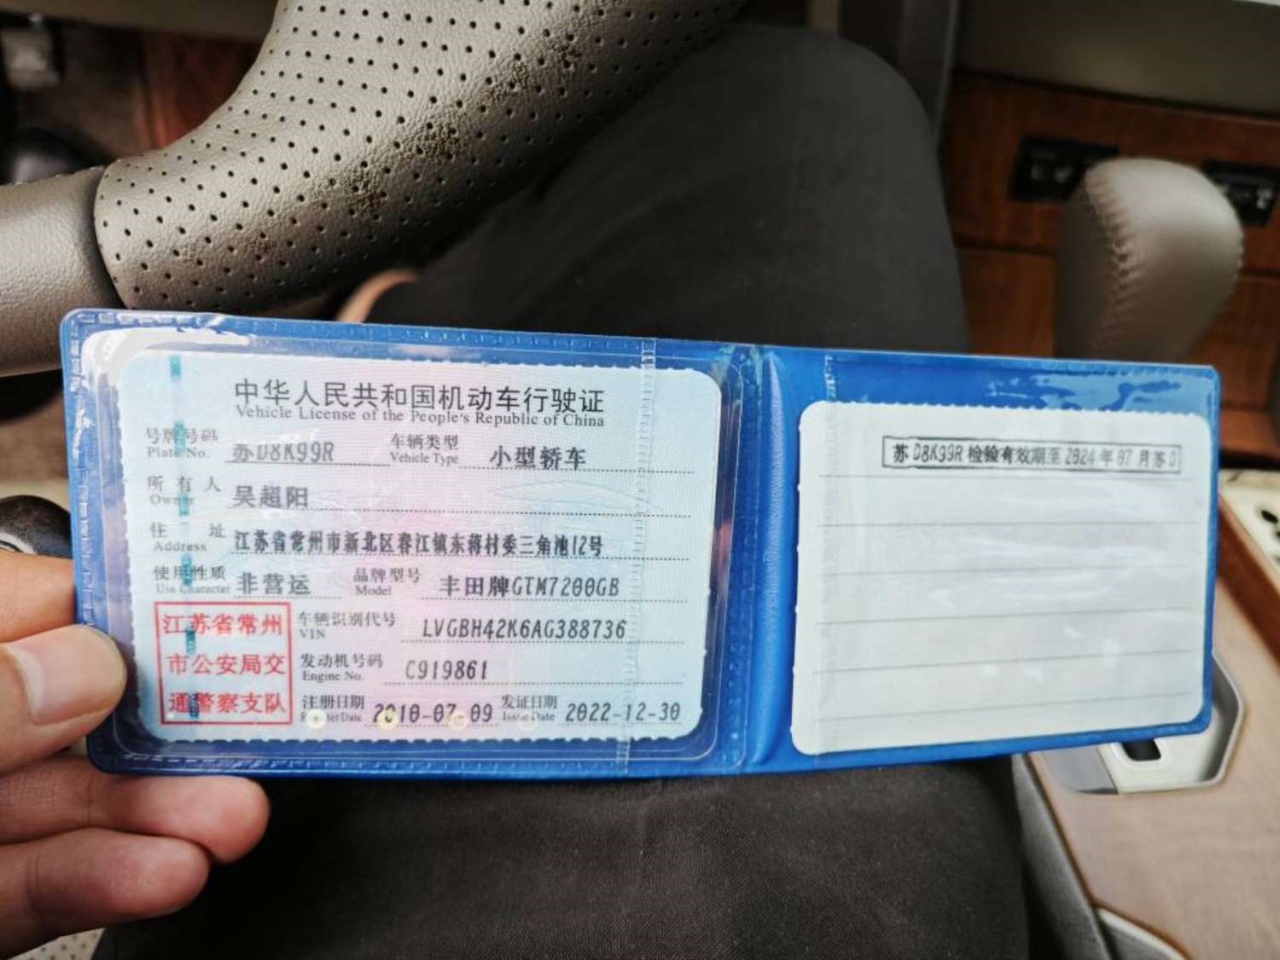 中华人民共和国机动车行驶证
Vehicle License of the People's Republic of China
号牌号码 苏D8K99R 车辆类型 小型轿车
Plate No. Vehicle Type
所有人 吴超阳
Owner
住址 江苏省常州市新北区春江镇东蒋村委三角池12号
Address
使用性质 非营运 品牌型号 丰田牌GTM7200GB
Use Character Model
江苏省常州
市公安局交
通警察支队
车辆识别代号 LVGBH42K6AG388736
VIN
发动机号码 C919861
Engine No.
注册日期 2010-07-09 发证日期 2022-12-30
Register Date Issue Date
苏D8K99R 检验有效期至2024年07月苏D